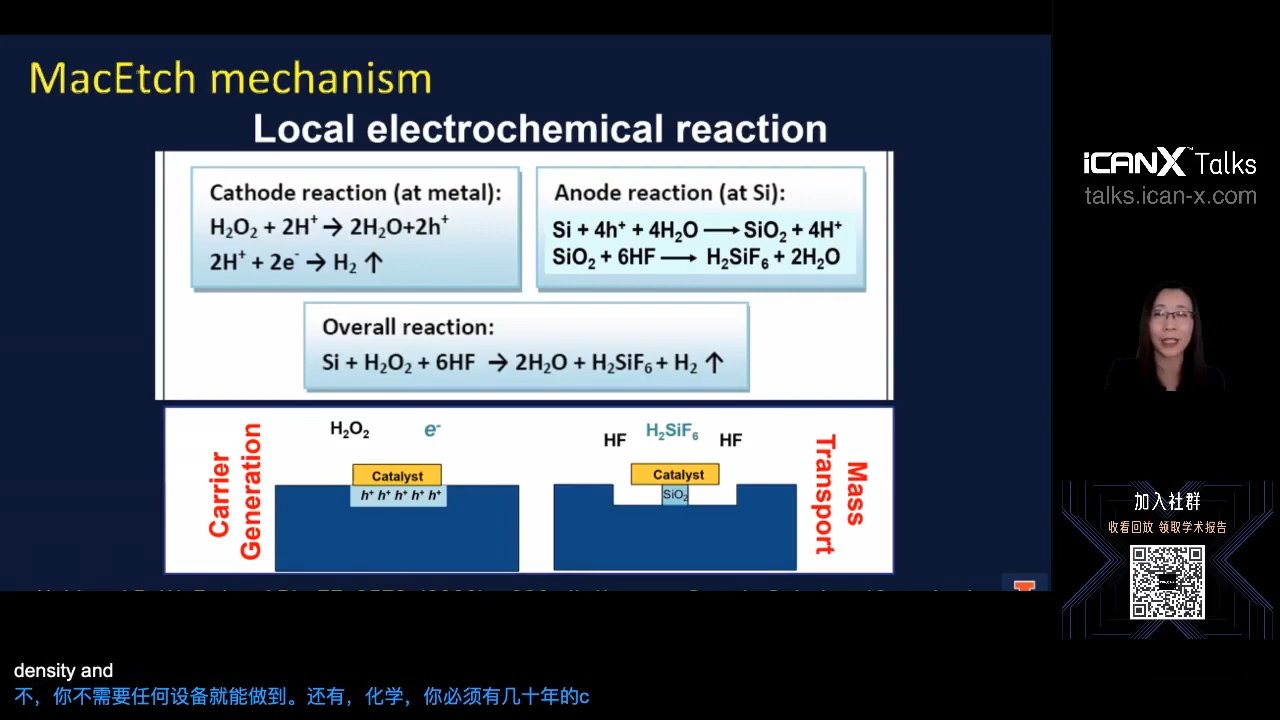 MacEtch mechanism
Local electrochemical reaction
Cathode reaction (at metal):
H₂O₂ + 2H⁺ → 2H₂O+2h⁺
2H⁺ + 2e⁻ → H₂ ↑
Anode reaction (at Si):
Si + 4h⁺ + 4H₂O ⟶ SiO₂ + 4H⁺
SiO₂ + 6HF ⟶ H₂SiF₆ + 2H₂O
Overall reaction:
Si + H₂O₂ + 6HF → 2H₂O + H₂SiF₆ + H₂ ↑
Carrier
Generation
H₂O₂
e⁻
Catalyst
h⁺ h⁺ h⁺ h⁺ h⁺
HF
H₂SiF₆
HF
Catalyst
SiO₂
Mass
Transport
iCANX™ Talks
talks.ican-x.com
加入社群
收看回放 领取学术报告
density and
不，你不需要任何设备就能做到。还有，化学，你必须有几十年的c